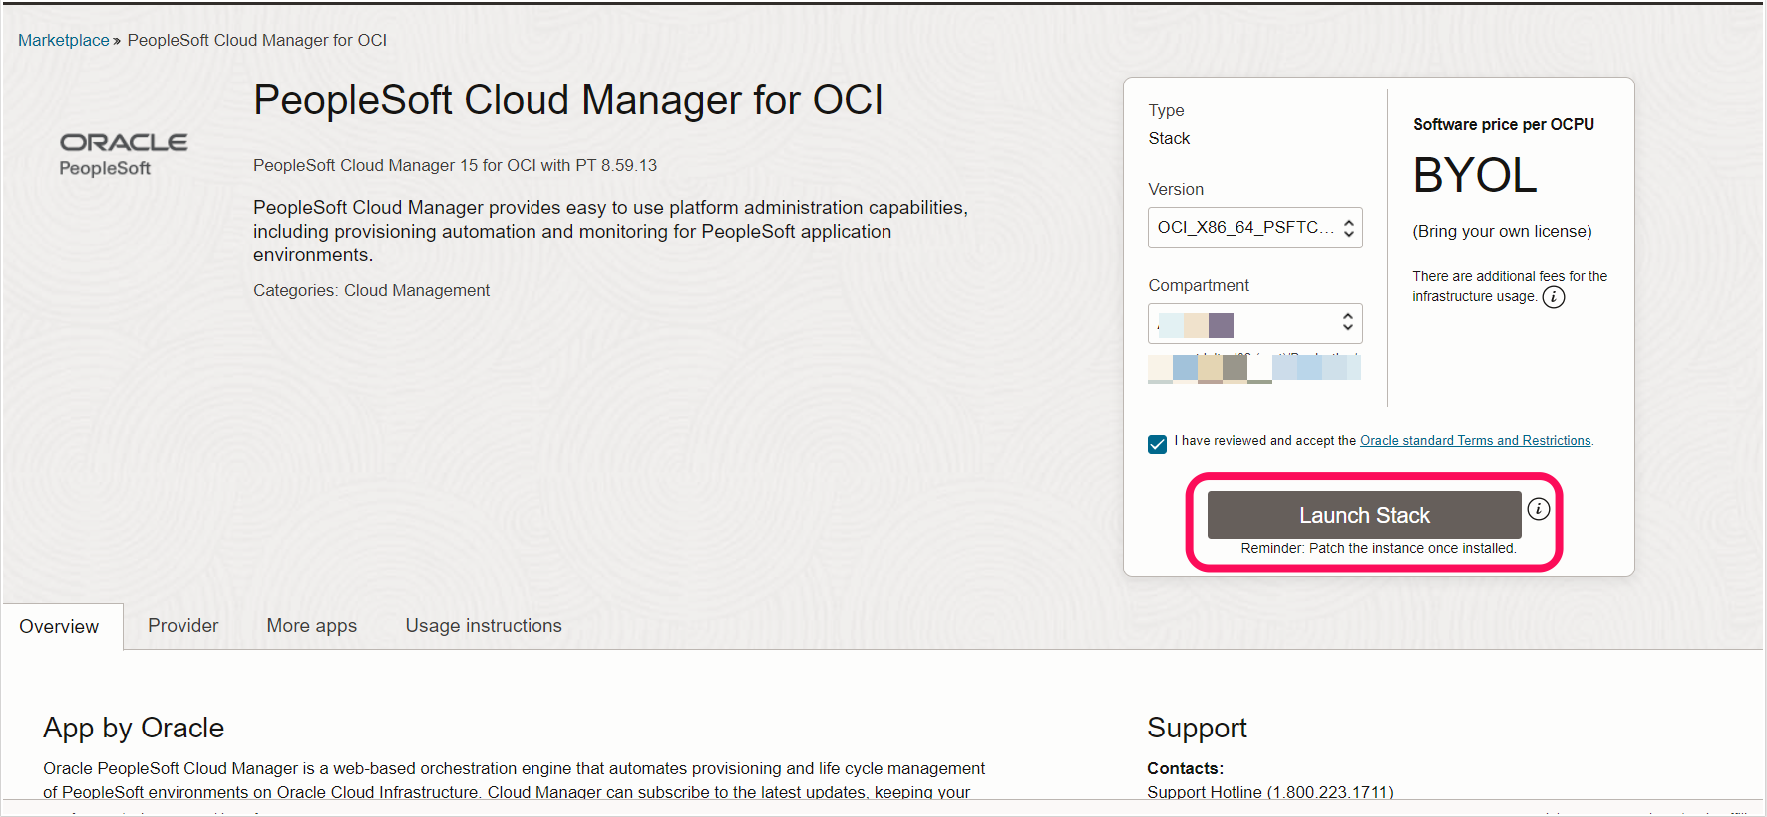 Marketplace » PeopleSoft Cloud Manager for OCI
ORACLE
PeopleSoft
PeopleSoft Cloud Manager for OCI
PeopleSoft Cloud Manager 15 for OCI with PT 8.59.13
PeopleSoft Cloud Manager provides easy to use platform administration capabilities,
including provisioning automation and monitoring for PeopleSoft application
environments.
Categories: Cloud Management
Type
Stack
Version
OCI_X86_64_PSFTC...
Compartment
Software price per OCPU
BYOL
(Bring your own license)
There are additional fees for the
infrastructure usage. i
I have reviewed and accept the Oracle standard Terms and Restrictions.
Launch Stack i
Reminder: Patch the instance once installed.
Overview
Provider
More apps
Usage instructions
App by Oracle
Oracle PeopleSoft Cloud Manager is a web-based orchestration engine that automates provisioning and life cycle management
of PeopleSoft environments on Oracle Cloud Infrastructure. Cloud Manager can subscribe to the latest updates, keeping your
Support
Contacts:
Support Hotline (1.800.223.1711)